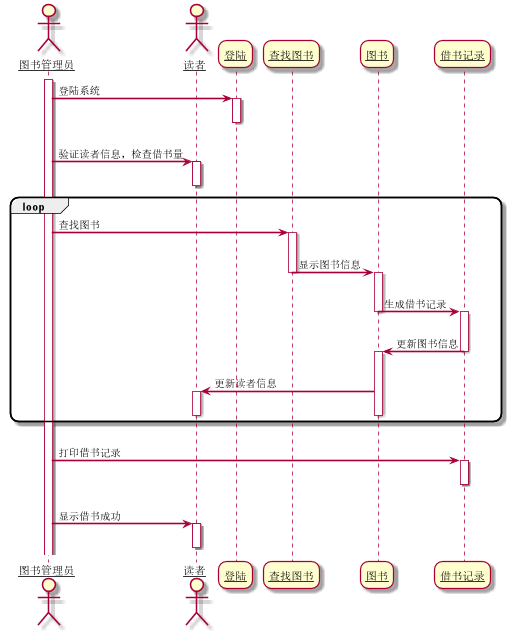 图书管理员
读者
登陆
查找图书
图书
借书记录
登陆系统
验证读者信息，检查借书量
loop
查找图书
显示图书信息
生成借书记录
更新图书信息
更新读者信息
打印借书记录
显示借书成功
图书管理员
读者
登陆
查找图书
图书
借书记录